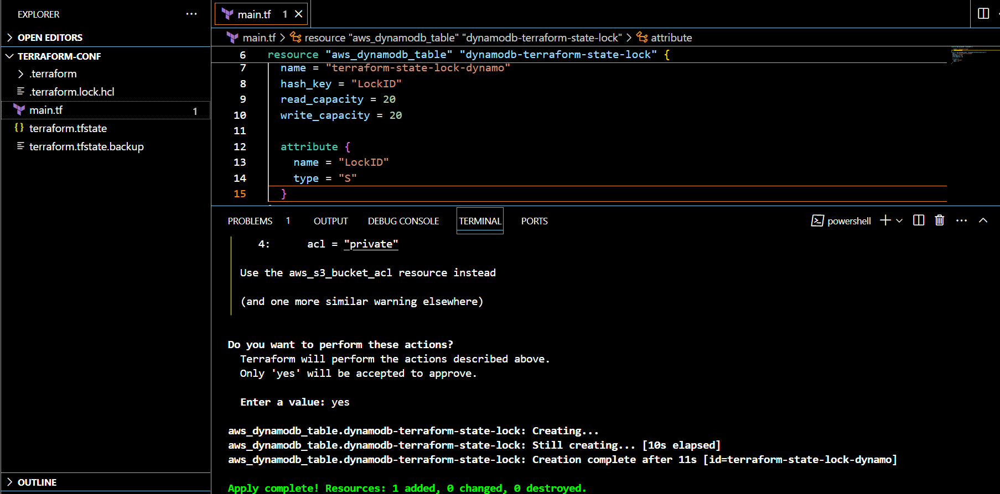 EXPLORER
OPEN EDITORS
TERRAFORM-CONF
.terraform
.terraform.lock.hcl
main.tf 1
terraform.tfstate
terraform.tfstate.backup
OUTLINE
main.tf 1
main.tf > resource "aws_dynamodb_table" "dynamodb-terraform-state-lock" > attribute
6 resource "aws_dynamodb_table" "dynamodb-terraform-state-lock" {
7 name = "terraform-state-lock-dynamo"
8 hash_key = "LockID"
9 read_capacity = 20
10 write_capacity = 20
11
12 attribute {
13 name = "LockID"
14 type = "S"
15 }
PROBLEMS 1 OUTPUT DEBUG CONSOLE TERMINAL PORTS powershell
4: acl = "private"
Use the aws_s3_bucket_acl resource instead
(and one more similar warning elsewhere)
Do you want to perform these actions?
Terraform will perform the actions described above.
Only 'yes' will be accepted to approve.
Enter a value: yes
aws_dynamodb_table.dynamodb-terraform-state-lock: Creating...
aws_dynamodb_table.dynamodb-terraform-state-lock: Still creating... [10s elapsed]
aws_dynamodb_table.dynamodb-terraform-state-lock: Creation complete after 11s [id=terraform-state-lock-dynamo]
Apply complete! Resources: 1 added, 0 changed, 0 destroyed.